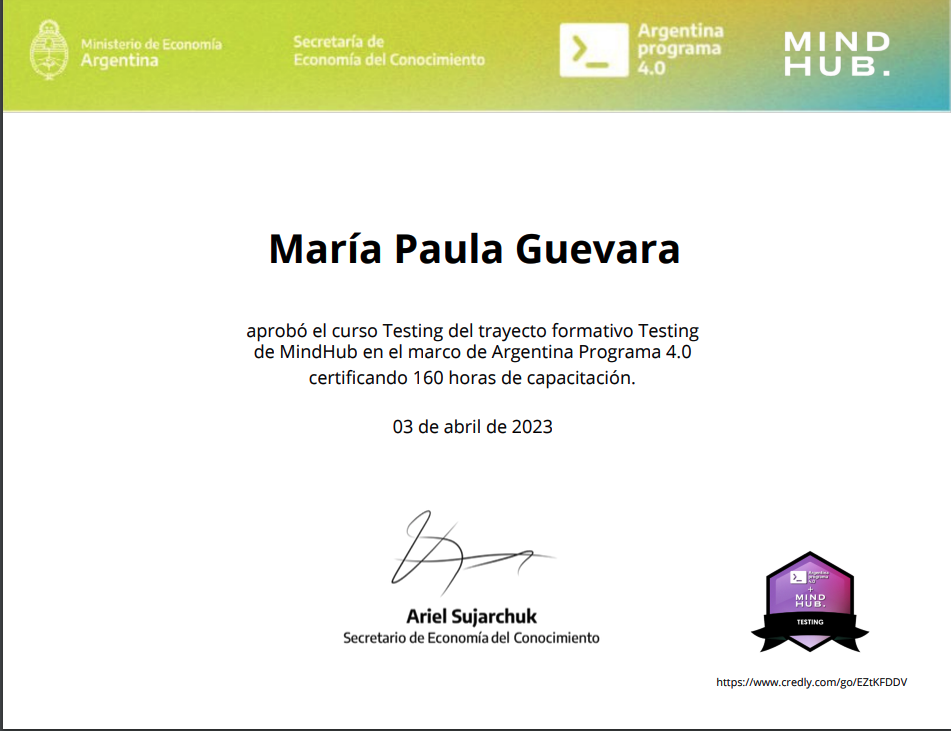 Ministerio de Economía
Argentina
Secretaría de
Economía del Conocimiento
Argentina
programa
4.0
MIND
HUB.
María Paula Guevara
aprobó el curso Testing del trayecto formativo Testing
de MindHub en el marco de Argentina Programa 4.0
certificando 160 horas de capacitación.
03 de abril de 2023
Ariel Sujarchuk
Secretario de Economía del Conocimiento
Argentina
programa
4.0
+
MIND
HUB.
TESTING
https://www.credly.com/go/EZtKFDDV